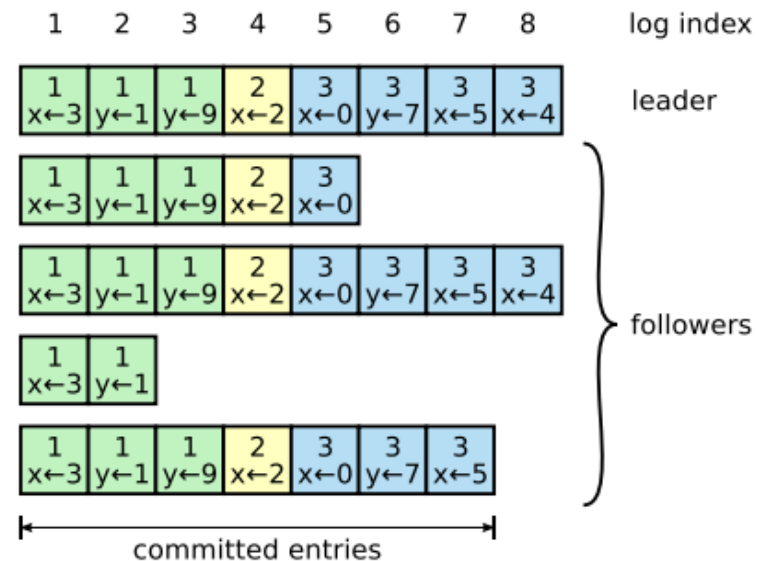 1 2 3 4 5 6 7 8 log index
1 1 1 2 3 3 3 3
x←3 y←1 y←9 x←2 x←0 y←7 x←5 x←4
leader
1 1 1 2 3
x←3 y←1 y←9 x←2 x←0
1 1 1 2 3 3 3 3
x←3 y←1 y←9 x←2 x←0 y←7 x←5 x←4
followers
1 1
x←3 y←1
1 1 1 2 3 3 3
x←3 y←1 y←9 x←2 x←0 y←7 x←5
committed entries